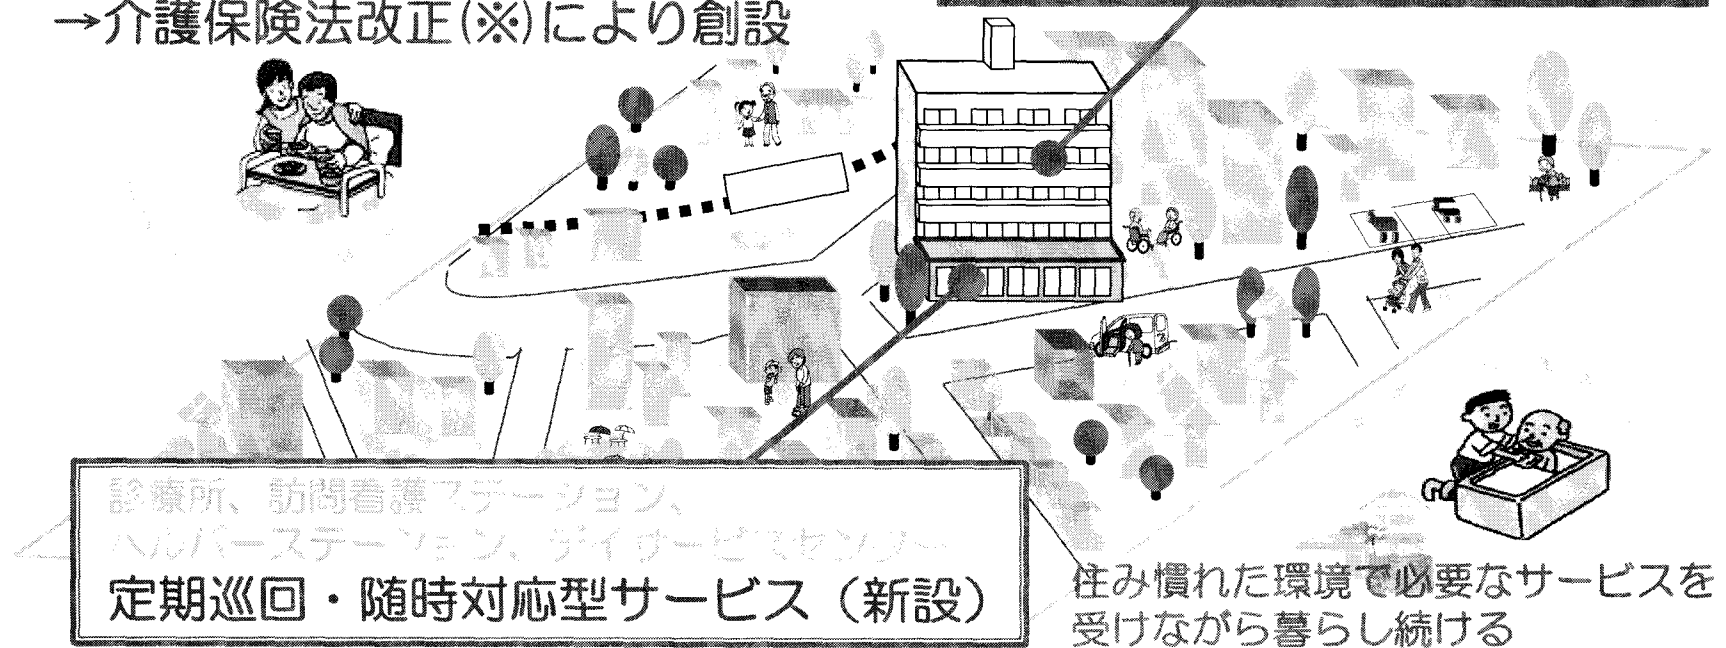 →介護保険法改正(※)により創設
診療所、訪問看護ステーション、
ヘルパーステーション、デイサービスセンター
定期巡回・随時対応型サービス（新設）
住み慣れた環境で必要なサービスを
受けながら暮らし続ける